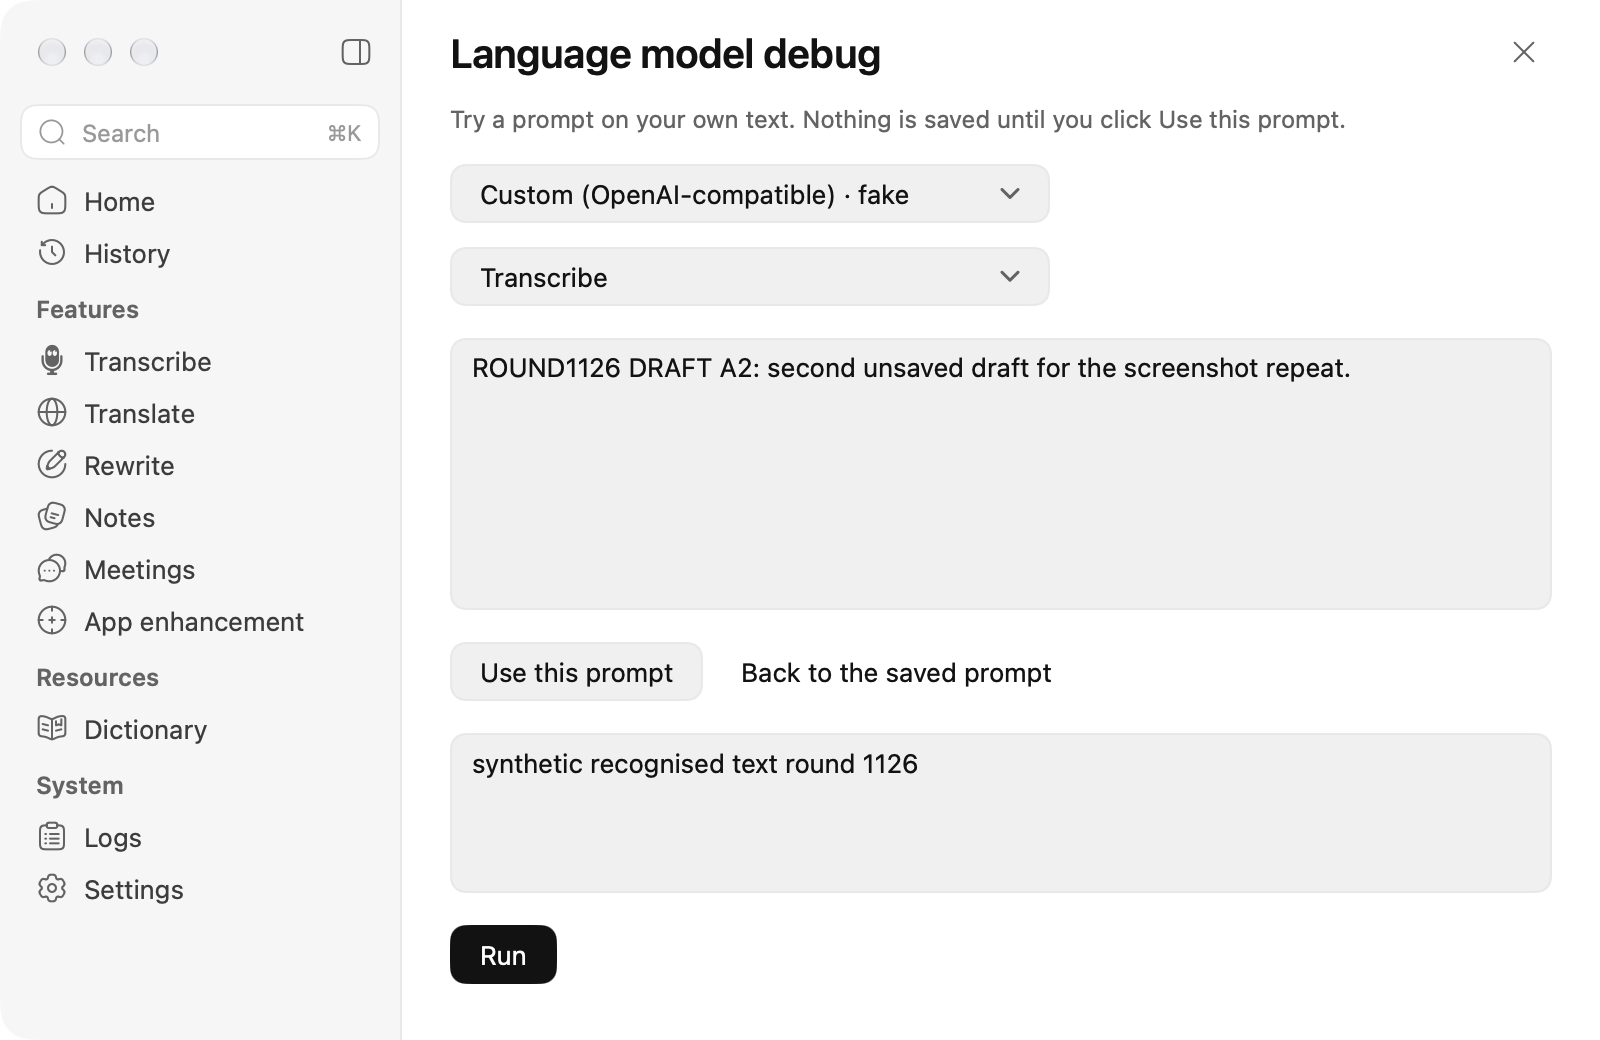 Search ⌘K
Home
History
Features
Transcribe
Translate
Rewrite
Notes
Meetings
App enhancement
Resources
Dictionary
System
Logs
Settings
Language model debug
Try a prompt on your own text. Nothing is saved until you click Use this prompt.
Custom (OpenAI-compatible) · fake
Transcribe
ROUND1126 DRAFT A2: second unsaved draft for the screenshot repeat.
Use this prompt
Back to the saved prompt
synthetic recognised text round 1126
Run